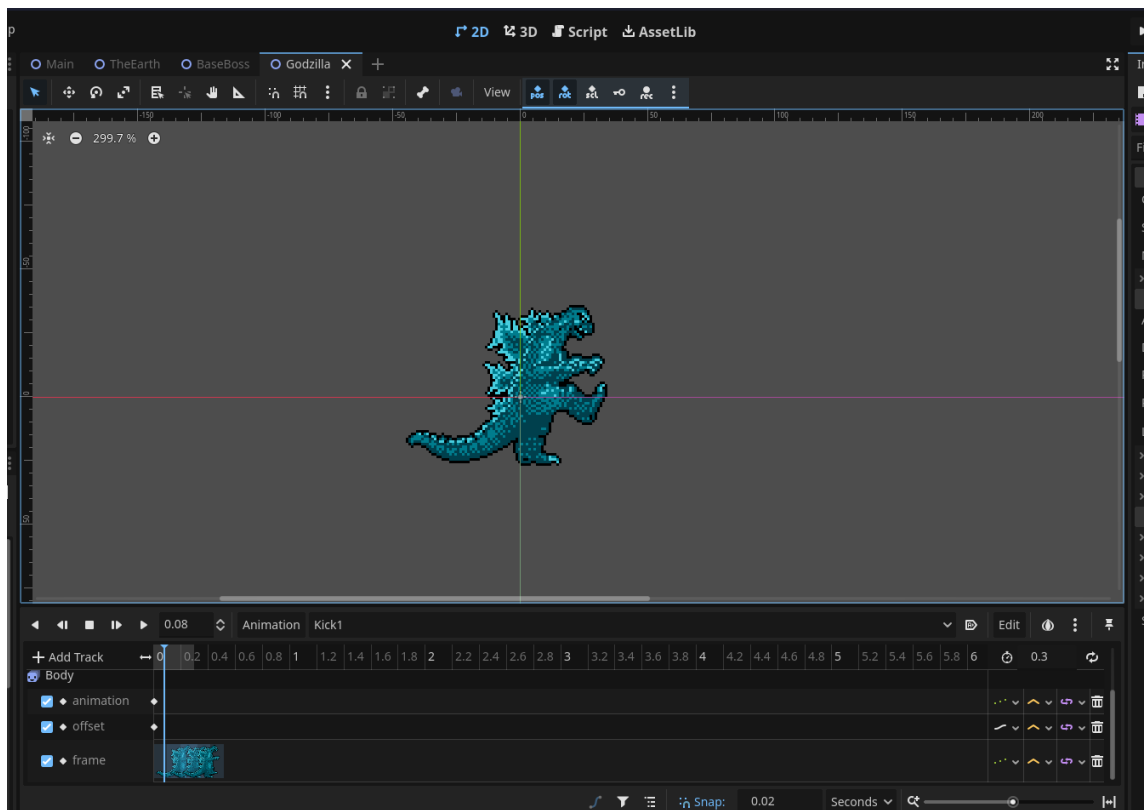 p
2D 3D Script AssetLib
Main TheEarth BaseBoss Godzilla
In
View pos rot scl rec
-150 -100 -50 0 50 100 150 200
-100
299.7 %
-50
0
50
0.08 Animation Kick1 Edit
Add Track 0 0.2 0.4 0.6 0.8 1 1.2 1.4 1.6 1.8 2 2.2 2.4 2.6 2.8 3 3.2 3.4 3.6 3.8 4 4.2 4.4 4.6 4.8 5 5.2 5.4 5.6 5.8 6 0.3
Body
animation
offset
frame
Snap: 0.02 Seconds